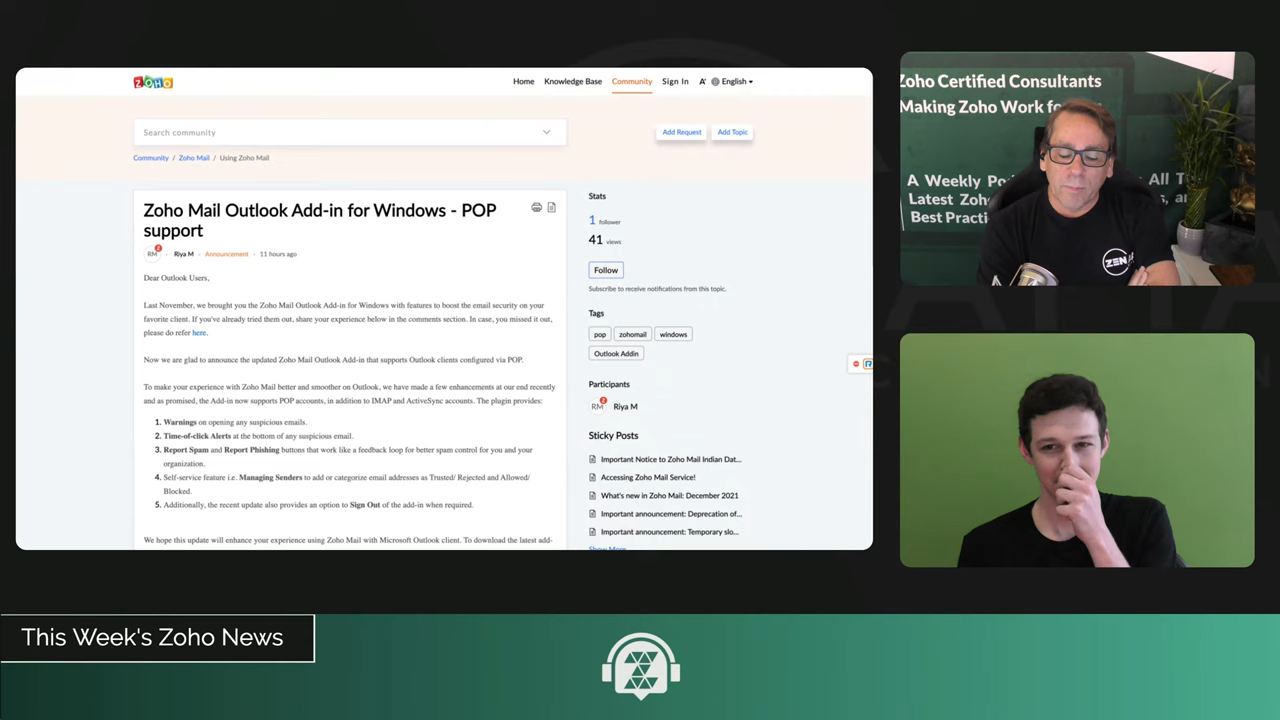 ZOHO
Home Knowledge Base Community Sign In A English
Search community
Add Request Add Topic
Community / Zoho Mail / Using Zoho Mail
Zoho Mail Outlook Add-in for Windows - POP
support
RM Riya M Announcement 11 hours ago
Dear Outlook Users,
Last November, we brought you the Zoho Mail Outlook Add-in for Windows with features to boost the email security on your
favorite client. If you've already tried them out, share your experience below in the comments section. In case, you missed it out,
please do refer here.
Now we are glad to announce the updated Zoho Mail Outlook Add-in that supports Outlook clients configured via POP.
To make your experience with Zoho Mail better and smoother on Outlook, we have made a few enhancements at our end recently
and as promised, the Add-in now supports POP accounts, in addition to IMAP and ActiveSync accounts. The plugin provides:
1. Warnings on opening any suspicious emails.
2. Time-of-click Alerts at the bottom of any suspicious email.
3. Report Spam and Report Phishing buttons that work like a feedback loop for better spam control for you and your
organization.
4. Self-service feature i.e. Managing Senders to add or categorize email addresses as Trusted/ Rejected and Allowed/
Blocked.
5. Additionally, the recent update also provides an option to Sign Out of the add-in when required.
We hope this update will enhance your experience using Zoho Mail with Microsoft Outlook client. To download the latest add-
Stats
1 follower
41 views
Follow
Subscribe to receive notifications from this topic.
Tags
pop zohomail windows
Outlook Addin
Participants
RM Riya M
Sticky Posts
Important Notice to Zoho Mail Indian Dat...
Accessing Zoho Mail Service!
What's new in Zoho Mail: December 2021
Important announcement: Deprecation of...
Important announcement: Temporary slo...
Show More
Zoho Certified Consultants
Making Zoho Work fo
A Weekly Po All T
Latest Zoho and
Best Practi
ZEN
This Week's Zoho News